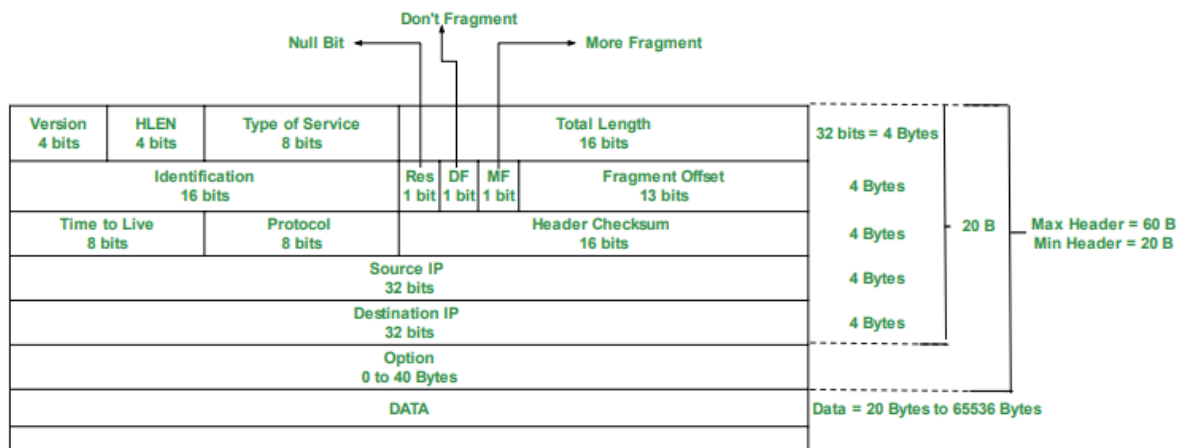 Don't Fragment
Null Bit
More Fragment
Version
4 bits
HLEN
4 bits
Type of Service
8 bits
Total Length
16 bits
32 bits = 4 Bytes
Identification
16 bits
Res
1 bit
DF
1 bit
MF
1 bit
Fragment Offset
13 bits
4 Bytes
Time to Live
8 bits
Protocol
8 bits
Header Checksum
16 bits
4 Bytes
20 B
Max Header = 60 B
Min Header = 20 B
Source IP
32 bits
4 Bytes
Destination IP
32 bits
4 Bytes
Option
0 to 40 Bytes
DATA
Data = 20 Bytes to 65536 Bytes